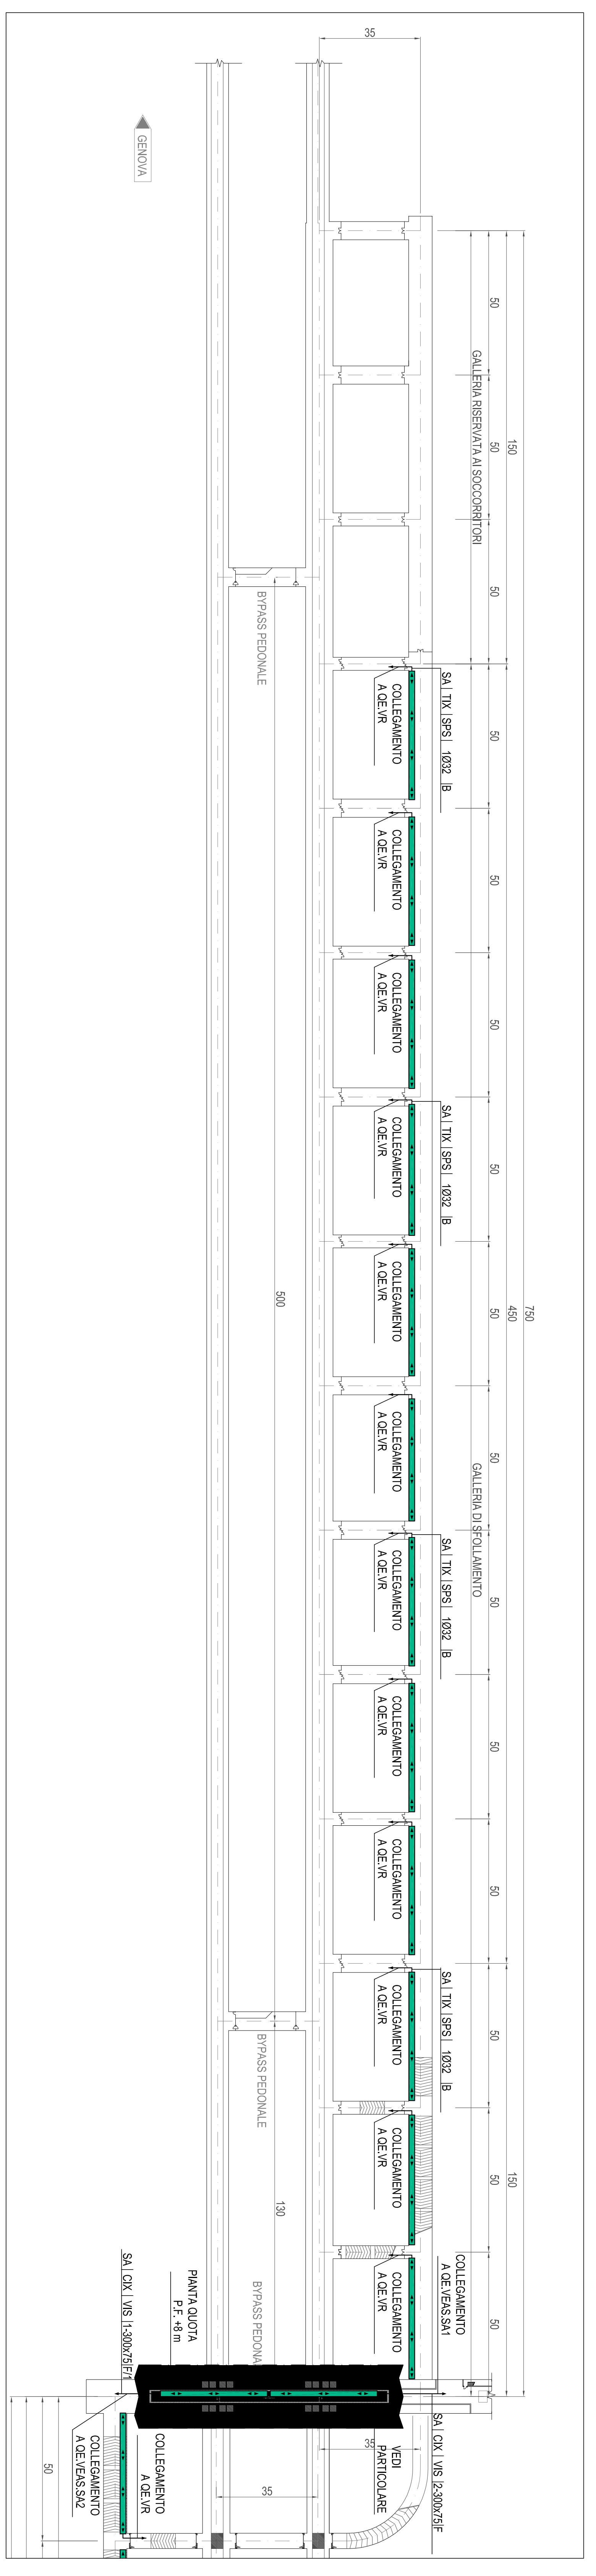 35
GENOVA
50
50
50
150
GALLERIA RISERVATA AI SOCCORRITORI
BYPASS PEDONALE
SA | TIX | SPS | 1Ø32 |B
COLLEGAMENTO
A QE.VR
50
COLLEGAMENTO
A QE.VR
50
COLLEGAMENTO
A QE.VR
50
SA | TIX | SPS | 1Ø32 |B
COLLEGAMENTO
A QE.VR
50
COLLEGAMENTO
A QE.VR
50
500
750
450
COLLEGAMENTO
A QE.VR
50
GALLERIA DI SFOLLAMENTO
SA | TIX | SPS | 1Ø32 |B
COLLEGAMENTO
A QE.VR
50
COLLEGAMENTO
A QE.VR
50
COLLEGAMENTO
A QE.VR
50
SA | TIX | SPS | 1Ø32 |B
COLLEGAMENTO
A QE.VR
50
BYPASS PEDONALE
COLLEGAMENTO
A QE.VR
50
150
130
COLLEGAMENTO
A QE.VR
50
COLLEGAMENTO
A QE.VEAS.SA1
SA | CIX | VIS |1-300x75|F/1
PIANTA QUOTA
P.F. +8 m
BYPASS PEDONA
SA | CIX | VIS |2-300x75|F
VEDI
PARTICOLARE
35
35
COLLEGAMENTO
A QE.VR
COLLEGAMENTO
A QE.VEAS.SA2
50